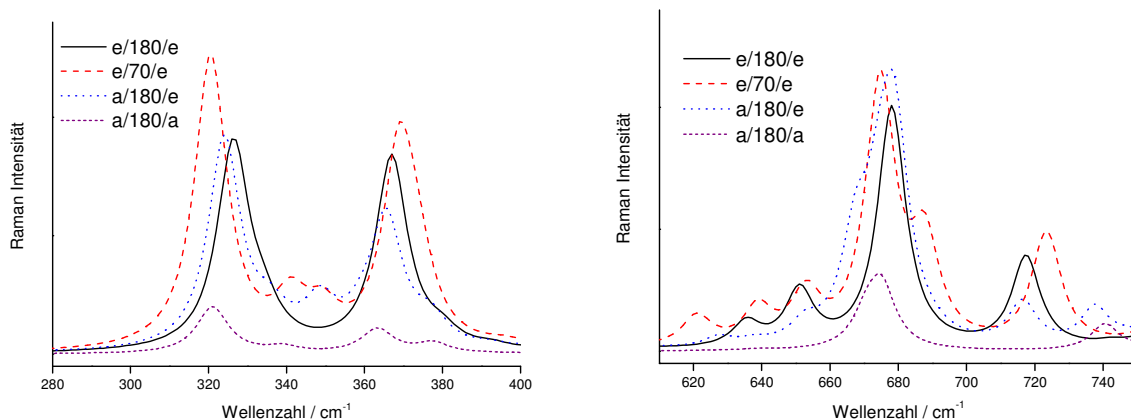 e/180/e
e/70/e
a/180/e
a/180/a
Raman Intensität
280 300 320 340 360 380 400
Wellenzahl / cm-1
e/180/e
e/70/e
a/180/e
a/180/a
Raman Intensität
620 640 660 680 700 720 740
Wellenzahl / cm-1